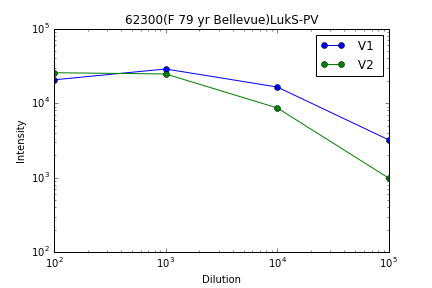 62300(F 79 yr Bellevue)LukS-PV
10^5
10^4
10^3
10^2
Intensity
V1
V2
10^2 10^3 10^4 10^5
Dilution